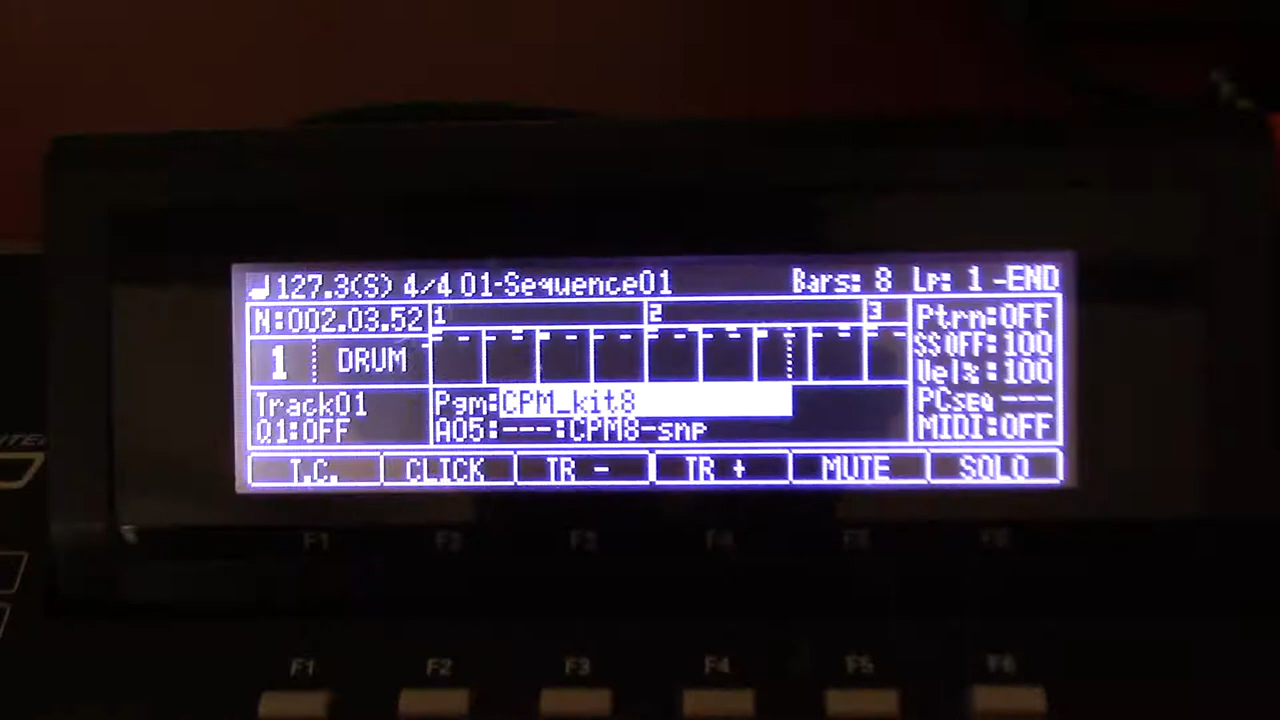 ♩127.3(S) 4/4 01-Sequence01 Bars: 8 Lp: 1 -END
N:002.03.52 1 2 3 Ptrn:OFF
1 DRUM SS OFF:100
Vel%:100
Track01 Pgm:CPM_kit8 PCseq ---
Q1:OFF A05:---:CPM8-snp MIDI:OFF
T.C. CLICK TR - TR + MUTE SOLO
F1 F2 F3 F4 F5 F6
F1 F2 F3 F4 F5 F6